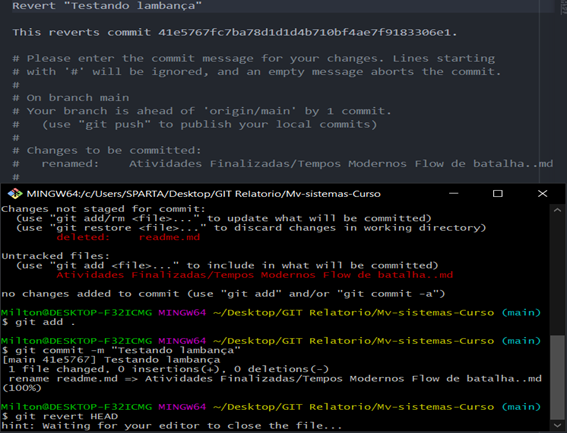 Revert "Testando lambança"
This reverts commit 41e5767fc7ba78d1d1d4b710bf4ae7f9183306e1.
# Please enter the commit message for your changes. Lines starting
# with '#' will be ignored, and an empty message aborts the commit.
#
# On branch main
# Your branch is ahead of 'origin/main' by 1 commit.
#   (use "git push" to publish your local commits)
#
# Changes to be committed:
#   renamed:    Atividades Finalizadas/Tempos Modernos Flow de batalha..md
#
MINGW64:/c/Users/SPARTA/Desktop/GIT Relatorio/Mv-sistemas-Curso
Changes not staged for commit:
  (use "git add/rm <file>..." to update what will be committed)
  (use "git restore <file>..." to discard changes in working directory)
        deleted:    readme.md
Untracked files:
  (use "git add <file>..." to include in what will be committed)
        Atividades Finalizadas/Tempos Modernos Flow de batalha..md
no changes added to commit (use "git add" and/or "git commit -a")
Milton@DESKTOP-F32ICMG MINGW64 ~/Desktop/GIT Relatorio/Mv-sistemas-Curso (main)
$ git add .
Milton@DESKTOP-F32ICMG MINGW64 ~/Desktop/GIT Relatorio/Mv-sistemas-Curso (main)
$ git commit -m "Testando lambança"
[main 41e5767] Testando lambança
 1 file changed, 0 insertions(+), 0 deletions(-)
 rename readme.md => Atividades Finalizadas/Tempos Modernos Flow de batalha..md
(100%)
Milton@DESKTOP-F32ICMG MINGW64 ~/Desktop/GIT Relatorio/Mv-sistemas-Curso (main)
$ git revert HEAD
hint: Waiting for your editor to close the file...